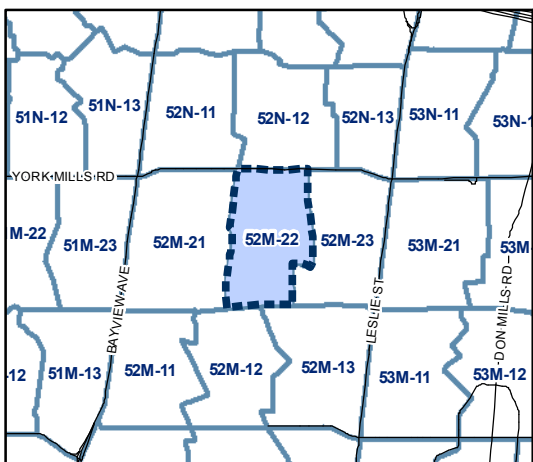 51N-12
51N-13
52N-11
52N-12
52N-13
53N-11
53N-1
YORK MILLS RD
M-22
51M-23
52M-21
52M-22
52M-23
53M-21
53M-
BAYVIEW AVE
LESLIE ST
DON MILLS RD
-12
51M-13
52M-11
52M-12
52M-13
53M-11
53M-12